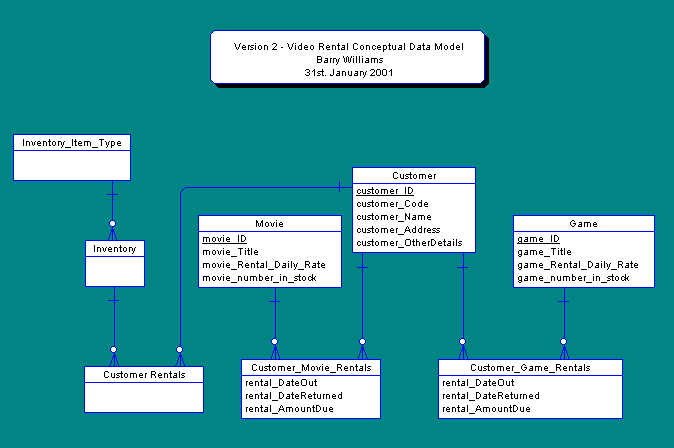 Version 2 - Video Rental Conceptual Data Model
Barry Williams
31st. January 2001
Inventory_Item_Type
Customer
customer_ID
customer_Code
customer_Name
customer_Address
customer_OtherDetails
Movie
movie_ID
movie_Title
movie_Rental_Daily_Rate
movie_number_in_stock
Game
game_ID
game_Title
game_Rental_Daily_Rate
game_number_in_stock
Inventory
Customer Rentals
Customer_Movie_Rentals
rental_DateOut
rental_DateReturned
rental_AmountDue
Customer_Game_Rentals
rental_DateOut
rental_DateReturned
rental_AmountDue